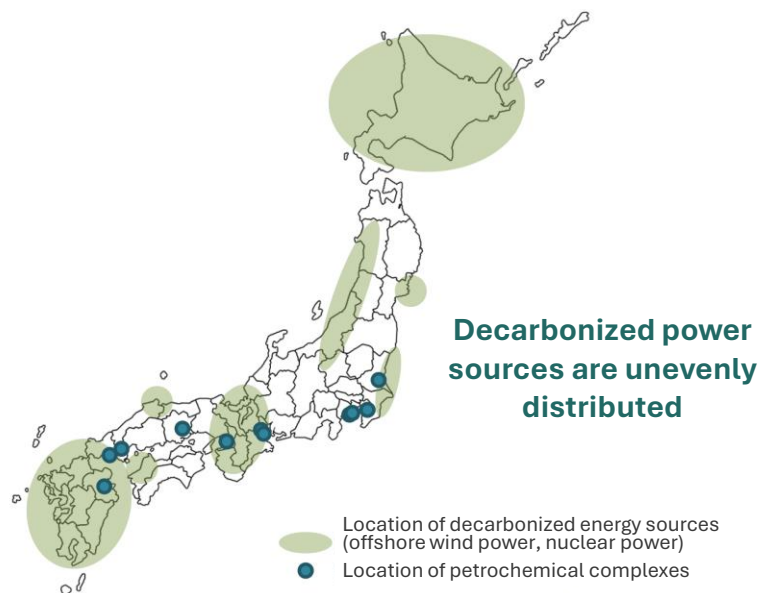 Decarbonized power
sources are unevenly
distributed
Location of decarbonized energy sources
(offshore wind power, nuclear power)
Location of petrochemical complexes